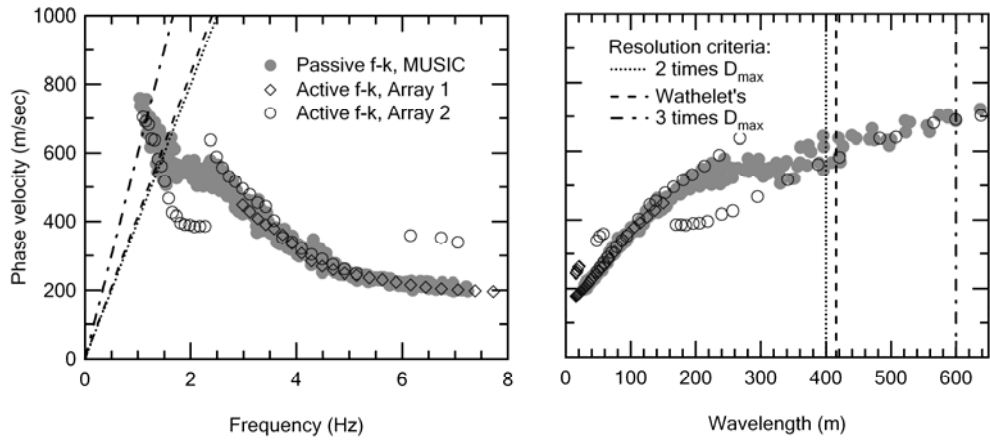 1000
800
600
400
200
0
Phase velocity (m/sec)
Passive f-k, MUSIC
Active f-k, Array 1
Active f-k, Array 2
0 2 4 6 8
Frequency (Hz)
Resolution criteria:
2 times Dmax
Wathelet's
3 times Dmax
0 100 200 300 400 500 600
Wavelength (m)